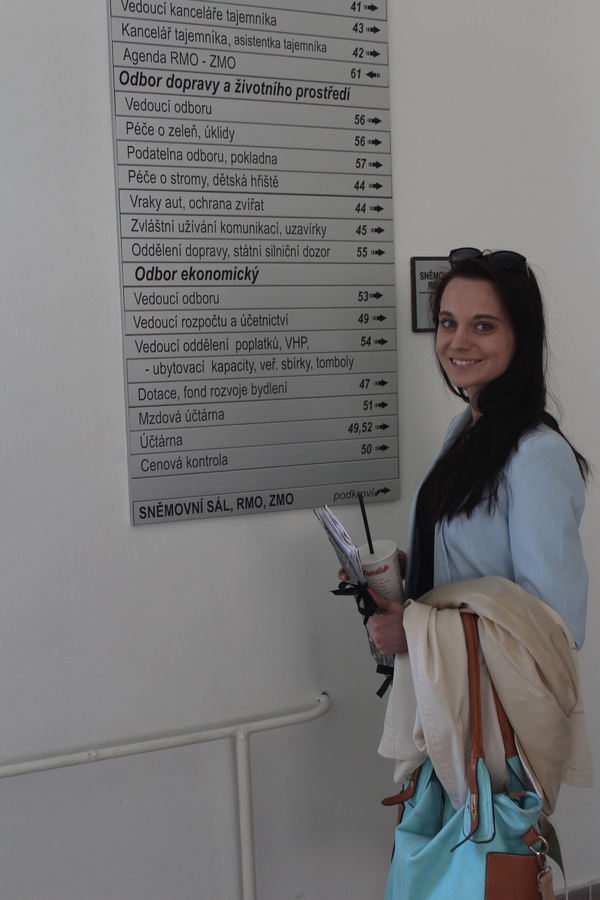 Vedoucí kanceláře tajemníka 41
Kancelář tajemníka, asistentka tajemníka 43
Agenda RMO - ZMO 42
61
Odbor dopravy a životního prostředí
Vedoucí odboru 56
Péče o zeleň, úklidy 56
Podatelna odboru, pokladna 57
Péče o stromy, dětská hřiště 44
Vraky aut, ochrana zvířat 44
Zvláštní užívání komunikací, uzavírky 45
Oddělení dopravy, státní silniční dozor 55
Odbor ekonomický
Vedoucí odboru 53
Vedoucí rozpočtu a účetnictví 49
Vedoucí oddělení poplatků, VHP, 54
- ubytovací kapacity, veř. sbírky, tomboly
Dotace, fond rozvoje bydlení 47
Mzdová účtárna 51
Účtárna 49,52
Cenová kontrola 50
SNĚMOVNÍ SÁL, RMO, ZMO podkroví